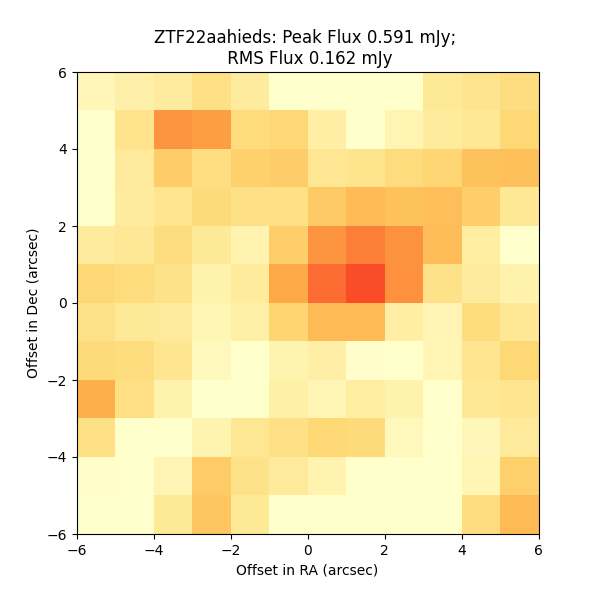 ZTF22aahieds: Peak Flux 0.591 mJy;
RMS Flux 0.162 mJy
6
4
2
0
−2
−4
−6
Offset in Dec (arcsec)
−6 −4 −2 0 2 4 6
Offset in RA (arcsec)